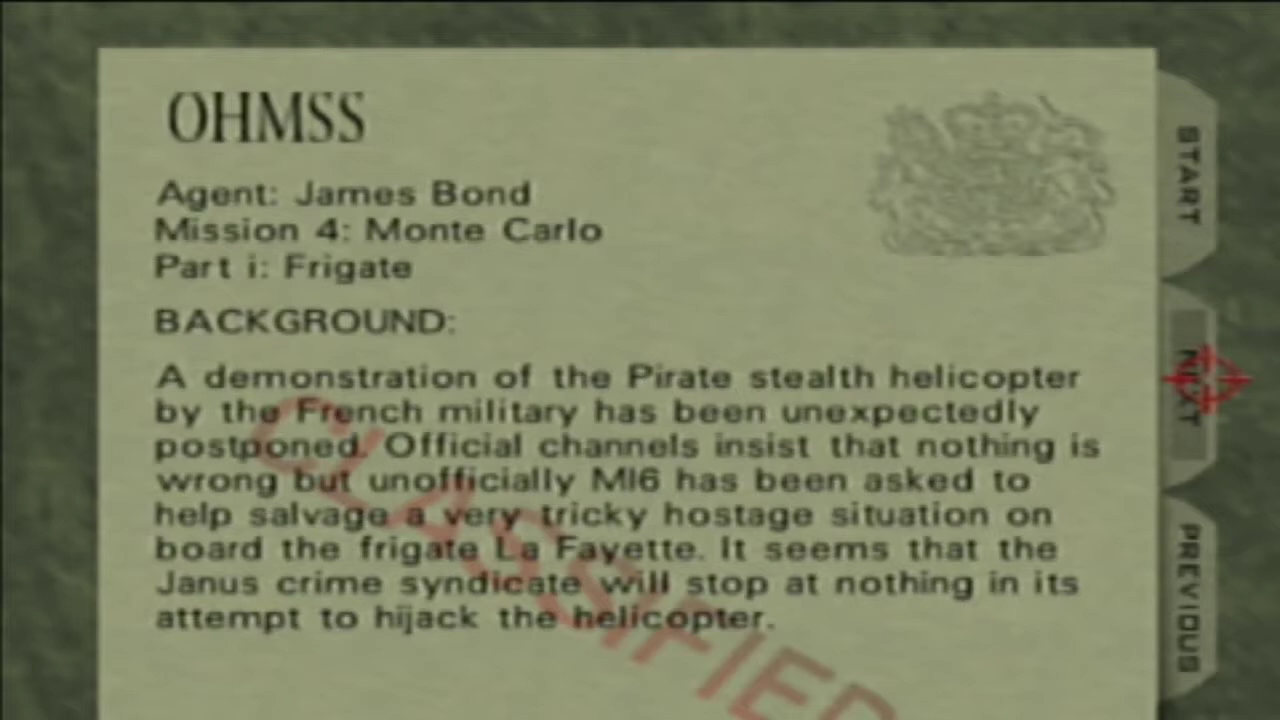 OHMSS
Agent: James Bond
Mission 4: Monte Carlo
Part i: Frigate
BACKGROUND:
A demonstration of the Pirate stealth helicopter
by the French military has been unexpectedly
postponed. Official channels insist that nothing is
wrong but unofficially MI6 has been asked to
help salvage a very tricky hostage situation on
board the frigate La Fayette. It seems that the
Janus crime syndicate will stop at nothing in its
attempt to hijack the helicopter.
CLASSIFIED
START
NEXT
PREVIOUS